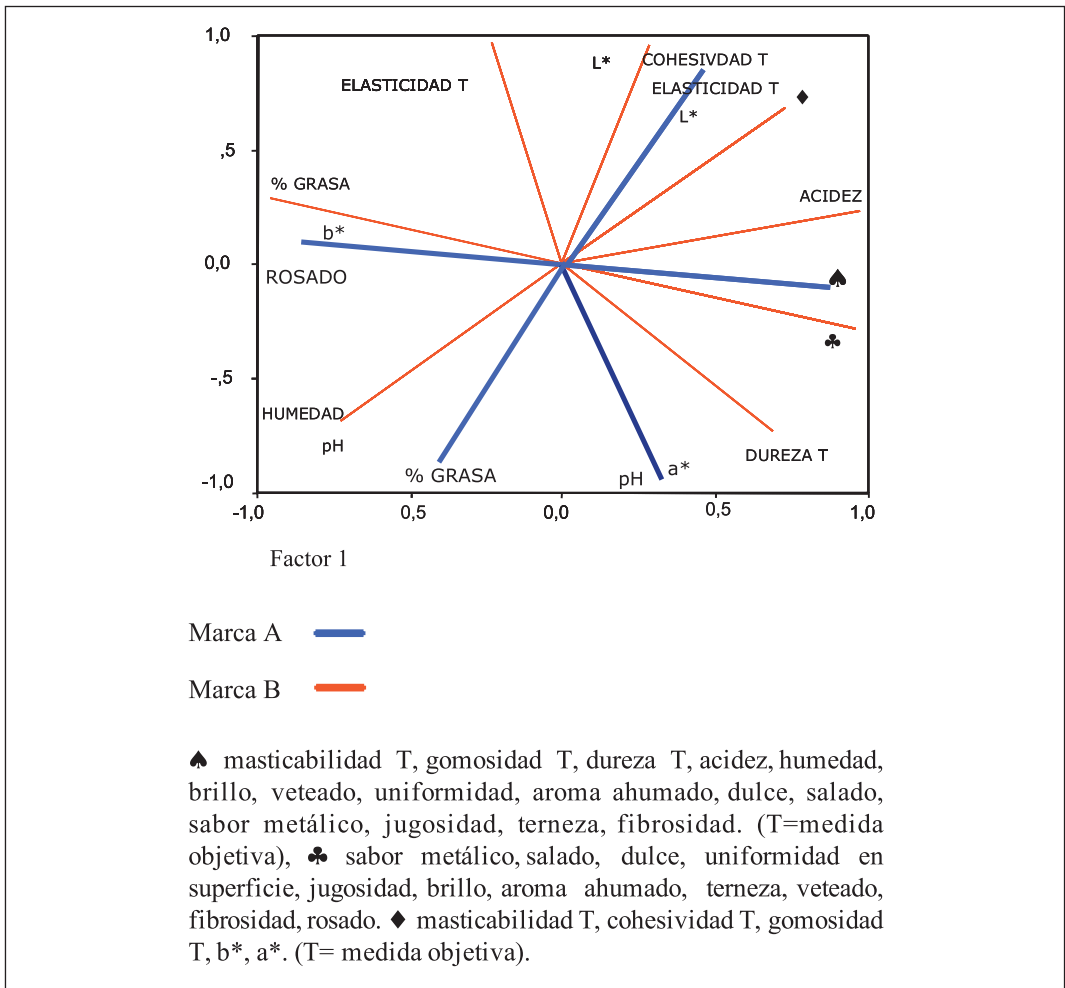 1,0
L*
COHESIVDAD T
ELASTICIDAD T
ELASTICIDAD T
♦
L*
,5
% GRASA
ACIDEZ
b*
0,0
ROSADO
♠
♣
-,5
HUMEDAD
pH
DUREZA T
% GRASA
pH
a*
-1,0
-1,0
0,5
0,0
0,5
1,0
Factor 1
Marca A
Marca B
♠ masticabilidad T, gomosidad T, dureza T, acidez, humedad,
brillo, veteado, uniformidad, aroma ahumado, dulce, salado,
sabor metálico, jugosidad, terneza, fibrosidad. (T=medida
objetiva), ♣ sabor metálico, salado, dulce, uniformidad en
superficie, jugosidad, brillo, aroma ahumado, terneza, veteado,
fibrosidad, rosado. ♦ masticabilidad T, cohesividad T, gomosidad
T, b*, a*. (T= medida objetiva).